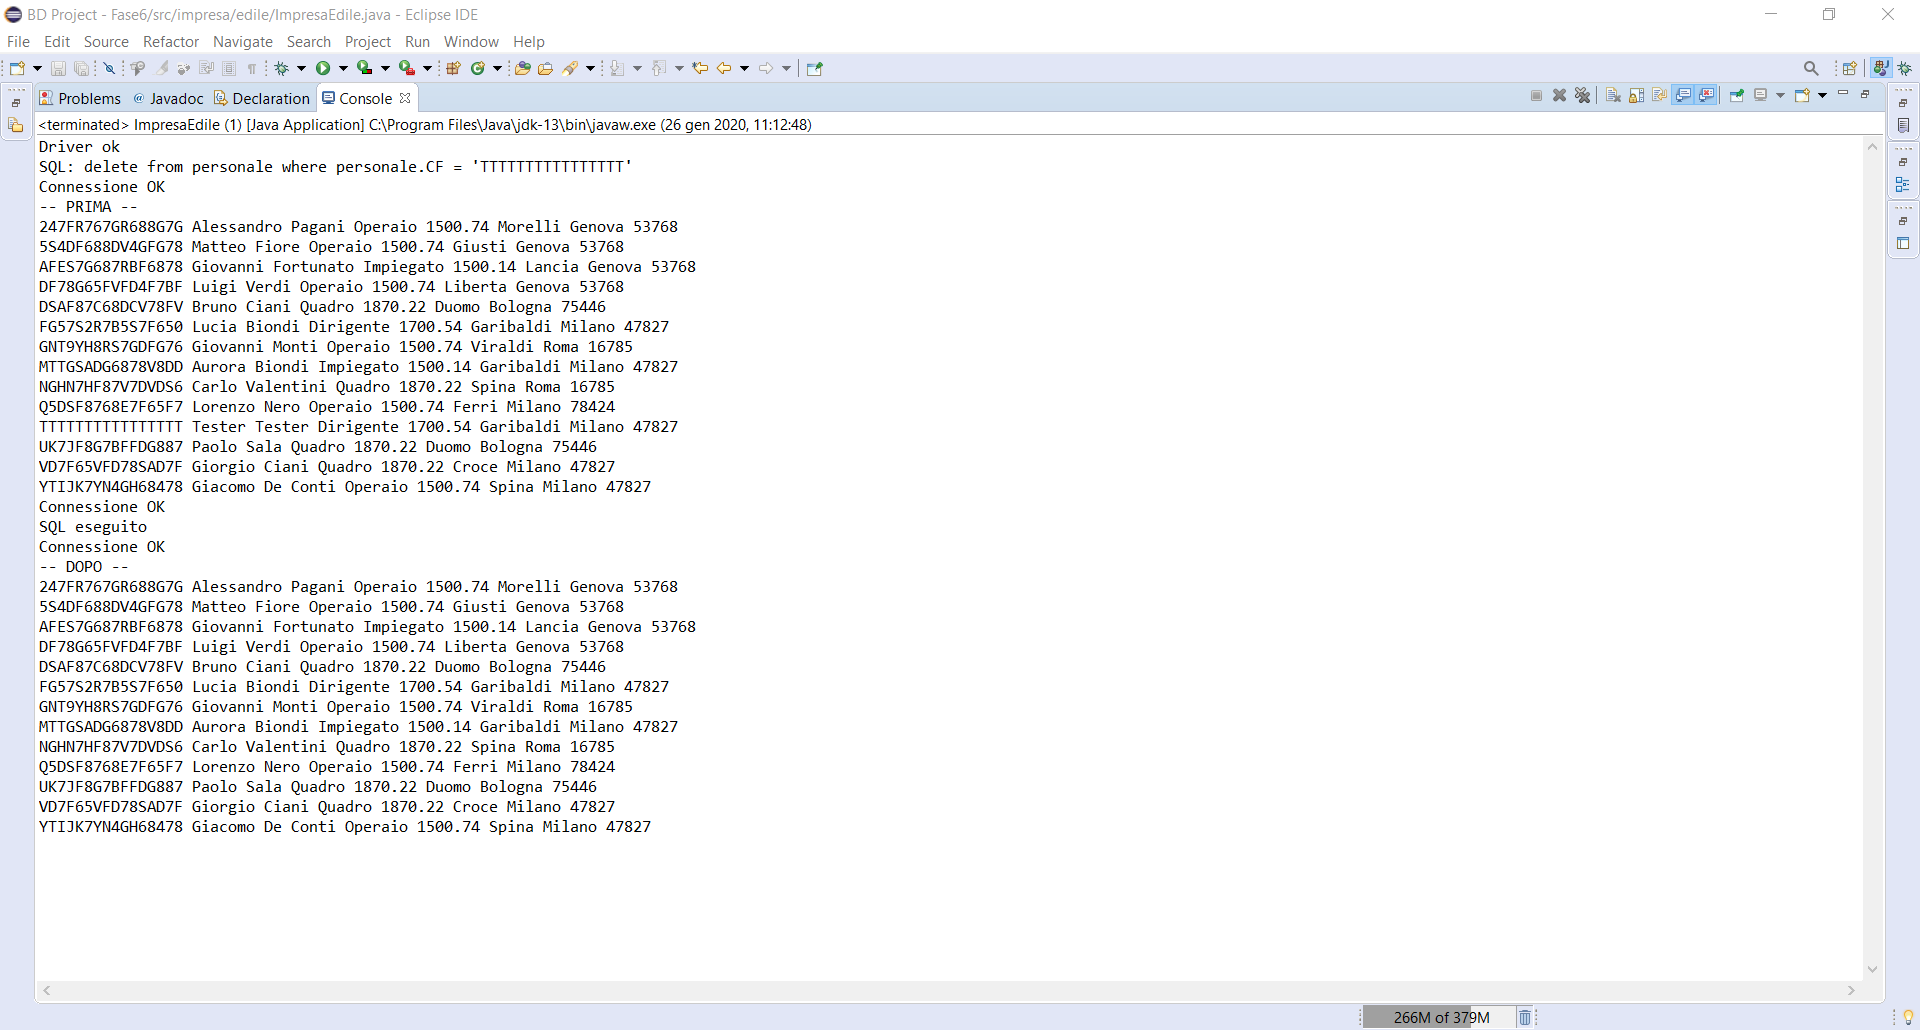 BD Project - Fase6/src/impresa/edile/ImpresaEdile.java - Eclipse IDE
File Edit Source Refactor Navigate Search Project Run Window Help
Problems Javadoc Declaration Console
<terminated> ImpresaEdile (1) [Java Application] C:\Program Files\Java\jdk-13\bin\javaw.exe (26 gen 2020, 11:12:48)
Driver ok
SQL: delete from personale where personale.CF = 'TTTTTTTTTTTTTTTT'
Connessione OK
-- PRIMA --
247FR767GR688G7G Alessandro Pagani Operaio 1500.74 Morelli Genova 53768
5S4DF688DV4GFG78 Matteo Fiore Operaio 1500.74 Giusti Genova 53768
AFES7G687RBF6878 Giovanni Fortunato Impiegato 1500.14 Lancia Genova 53768
DF78G65FVFD4F7BF Luigi Verdi Operaio 1500.74 Liberta Genova 53768
DSAF87C68DCV78FV Bruno Ciani Quadro 1870.22 Duomo Bologna 75446
FG57S2R7B5S7F650 Lucia Biondi Dirigente 1700.54 Garibaldi Milano 47827
GNT9YH8RS7GDFG76 Giovanni Monti Operaio 1500.74 Viraldi Roma 16785
MTTGSADG6878V8DD Aurora Biondi Impiegato 1500.14 Garibaldi Milano 47827
NGHN7HF87V7DVDS6 Carlo Valentini Quadro 1870.22 Spina Roma 16785
Q5DSF8768E7F65F7 Lorenzo Nero Operaio 1500.74 Ferri Milano 78424
TTTTTTTTTTTTTTTT Tester Tester Dirigente 1700.54 Garibaldi Milano 47827
UK7JF8G7BFFDG887 Paolo Sala Quadro 1870.22 Duomo Bologna 75446
VD7F65VFD78SAD7F Giorgio Ciani Quadro 1870.22 Croce Milano 47827
YTIJK7YN4GH68478 Giacomo De Conti Operaio 1500.74 Spina Milano 47827
Connessione OK
SQL eseguito
Connessione OK
-- DOPO --
247FR767GR688G7G Alessandro Pagani Operaio 1500.74 Morelli Genova 53768
5S4DF688DV4GFG78 Matteo Fiore Operaio 1500.74 Giusti Genova 53768
AFES7G687RBF6878 Giovanni Fortunato Impiegato 1500.14 Lancia Genova 53768
DF78G65FVFD4F7BF Luigi Verdi Operaio 1500.74 Liberta Genova 53768
DSAF87C68DCV78FV Bruno Ciani Quadro 1870.22 Duomo Bologna 75446
FG57S2R7B5S7F650 Lucia Biondi Dirigente 1700.54 Garibaldi Milano 47827
GNT9YH8RS7GDFG76 Giovanni Monti Operaio 1500.74 Viraldi Roma 16785
MTTGSADG6878V8DD Aurora Biondi Impiegato 1500.14 Garibaldi Milano 47827
NGHN7HF87V7DVDS6 Carlo Valentini Quadro 1870.22 Spina Roma 16785
Q5DSF8768E7F65F7 Lorenzo Nero Operaio 1500.74 Ferri Milano 78424
UK7JF8G7BFFDG887 Paolo Sala Quadro 1870.22 Duomo Bologna 75446
VD7F65VFD78SAD7F Giorgio Ciani Quadro 1870.22 Croce Milano 47827
YTIJK7YN4GH68478 Giacomo De Conti Operaio 1500.74 Spina Milano 47827
266M of 379M